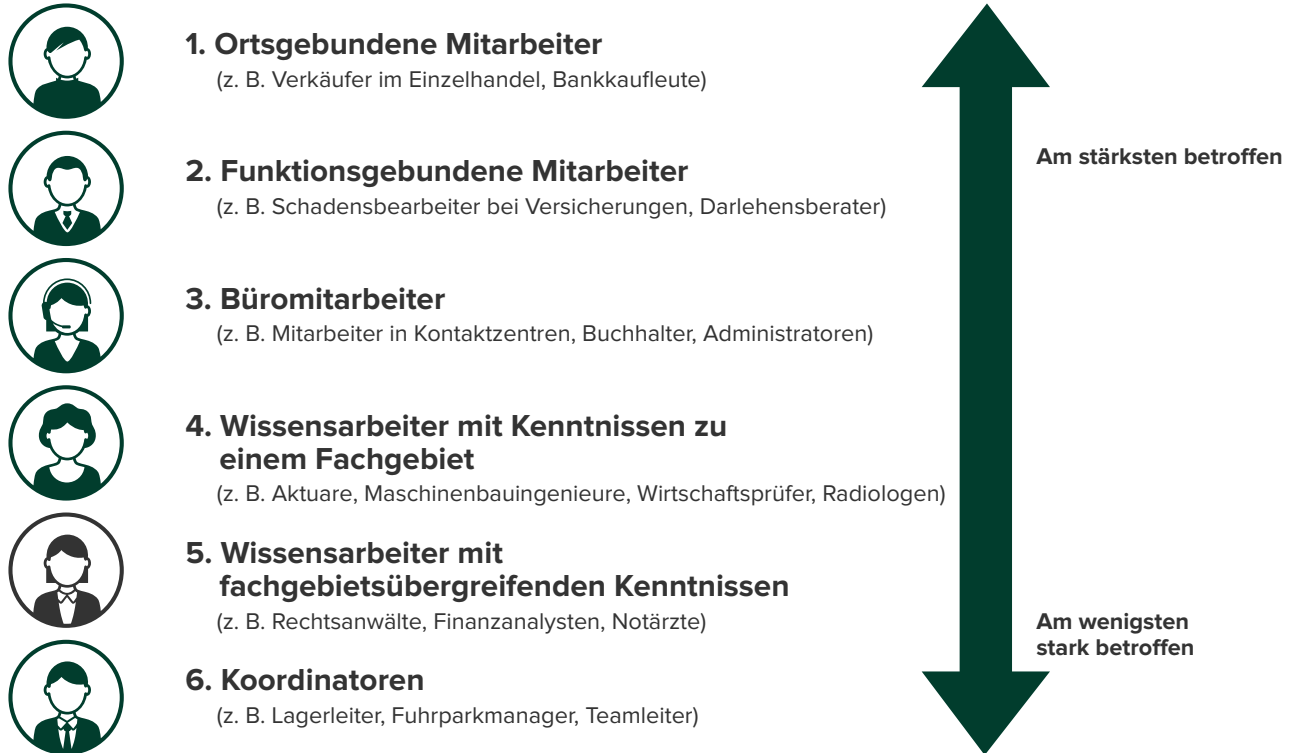 1. Ortsgebundene Mitarbeiter
(z. B. Verkäufer im Einzelhandel, Bankkaufleute)
Am stärksten betroffen
2. Funktionsgebundene Mitarbeiter
(z. B. Schadensbearbeiter bei Versicherungen, Darlehensberater)
3. Büromitarbeiter
(z. B. Mitarbeiter in Kontaktzentren, Buchhalter, Administratoren)
4. Wissensarbeiter mit Kenntnissen zu
einem Fachgebiet
(z. B. Aktuare, Maschinenbauingenieure, Wirtschaftsprüfer, Radiologen)
5. Wissensarbeiter mit
fachgebietsübergreifenden Kenntnissen
(z. B. Rechtsanwälte, Finanzanalysten, Notärzte)
Am wenigsten
stark betroffen
6. Koordinatoren
(z. B. Lagerleiter, Fuhrparkmanager, Teamleiter)